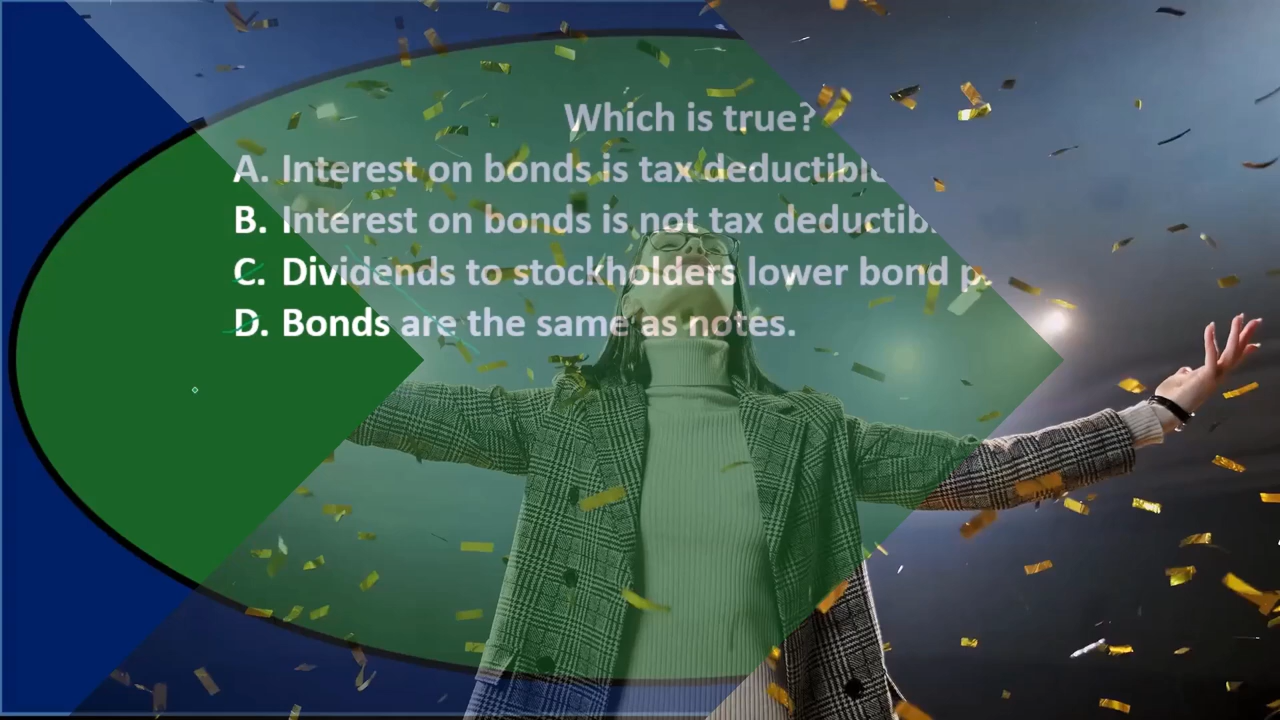 Which is true?
A. Interest on bonds is tax deductible
B. Interest on bonds is not tax deductib
C. Dividends to stockholders lower bond p
D. Bonds are the same as notes.